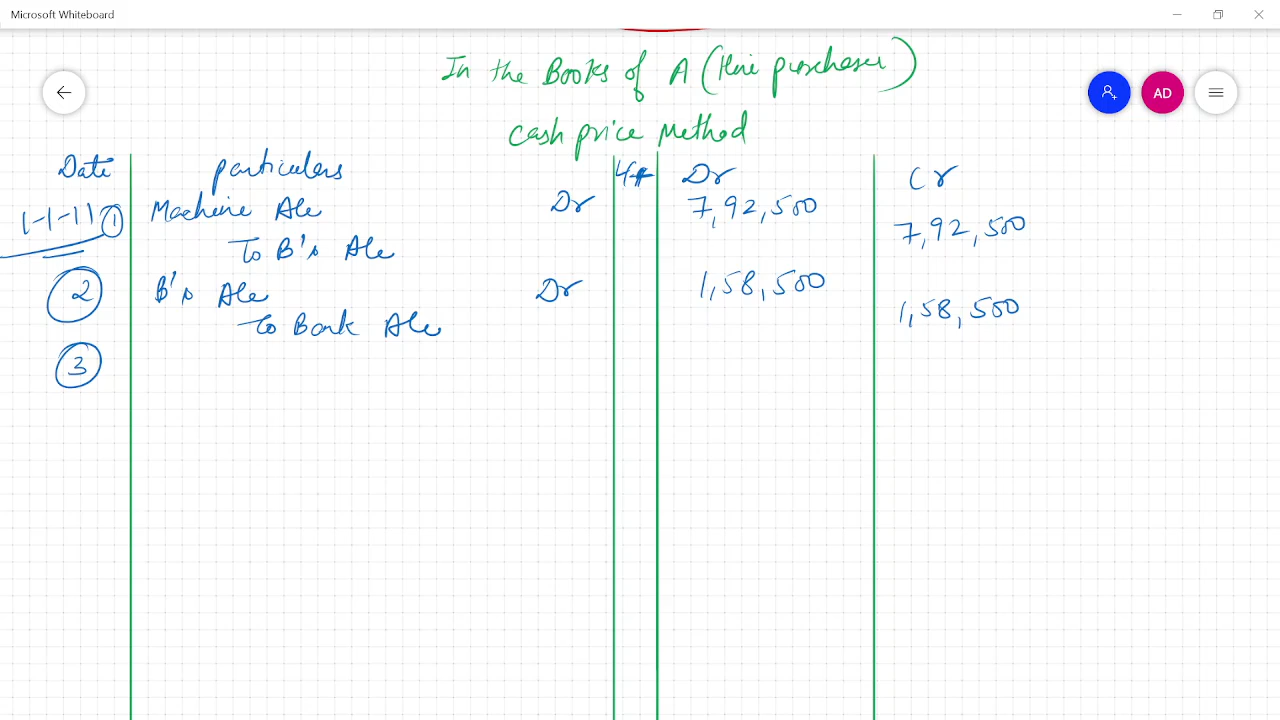 Microsoft Whiteboard
In the Books of A (Hire purchaser)
AD
Cash price Method
Date particulars Lf Dr Cr
1-1-11 1 Machine A/c Dr 7,92,500
To B's A/c 7,92,500
2 B's A/c Dr 1,58,500
To Bank A/c 1,58,500
3